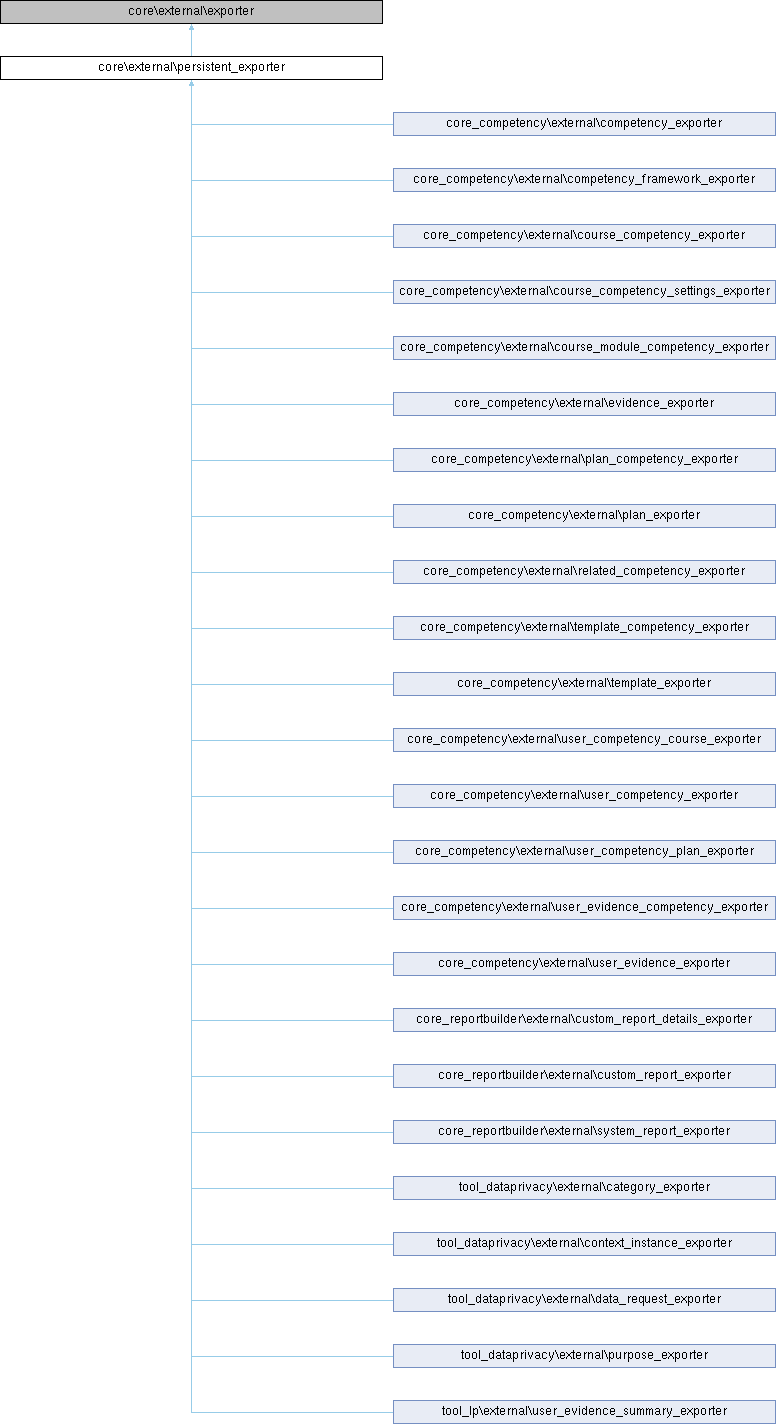 core\external\exporter
core\external\persistent_exporter
core_competency\external\competency_exporter
core_competency\external\competency_framework_exporter
core_competency\external\course_competency_exporter
core_competency\external\course_competency_settings_exporter
core_competency\external\course_module_competency_exporter
core_competency\external\evidence_exporter
core_competency\external\plan_competency_exporter
core_competency\external\plan_exporter
core_competency\external\related_competency_exporter
core_competency\external\template_competency_exporter
core_competency\external\template_exporter
core_competency\external\user_competency_course_exporter
core_competency\external\user_competency_exporter
core_competency\external\user_competency_plan_exporter
core_competency\external\user_evidence_competency_exporter
core_competency\external\user_evidence_exporter
core_reportbuilder\external\custom_report_details_exporter
core_reportbuilder\external\custom_report_exporter
core_reportbuilder\external\system_report_exporter
tool_dataprivacy\external\category_exporter
tool_dataprivacy\external\context_instance_exporter
tool_dataprivacy\external\data_request_exporter
tool_dataprivacy\external\purpose_exporter
tool_lp\external\user_evidence_summary_exporter